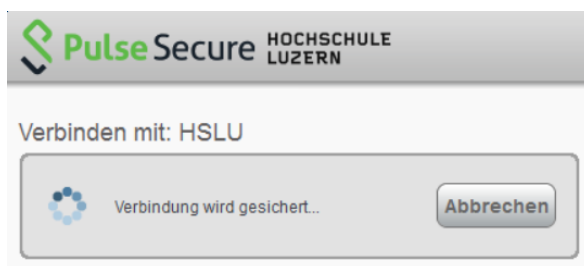 Pulse Secure HOCHSCHULE
LUZERN
Verbinden mit: HSLU
Verbindung wird gesichert...
Abbrechen